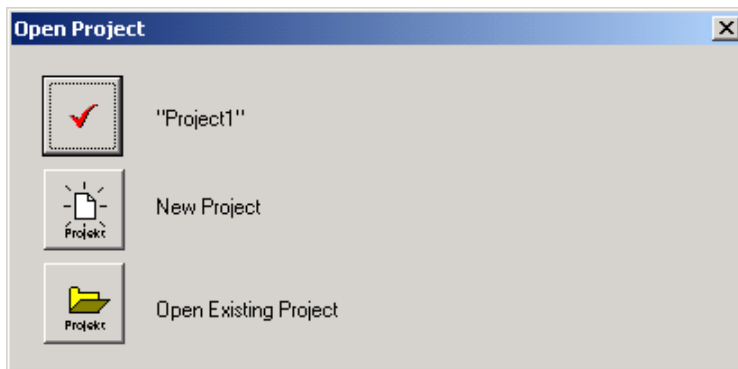 Open Project
"Project1"
Projekt
New Project
Projekt
Open Existing Project